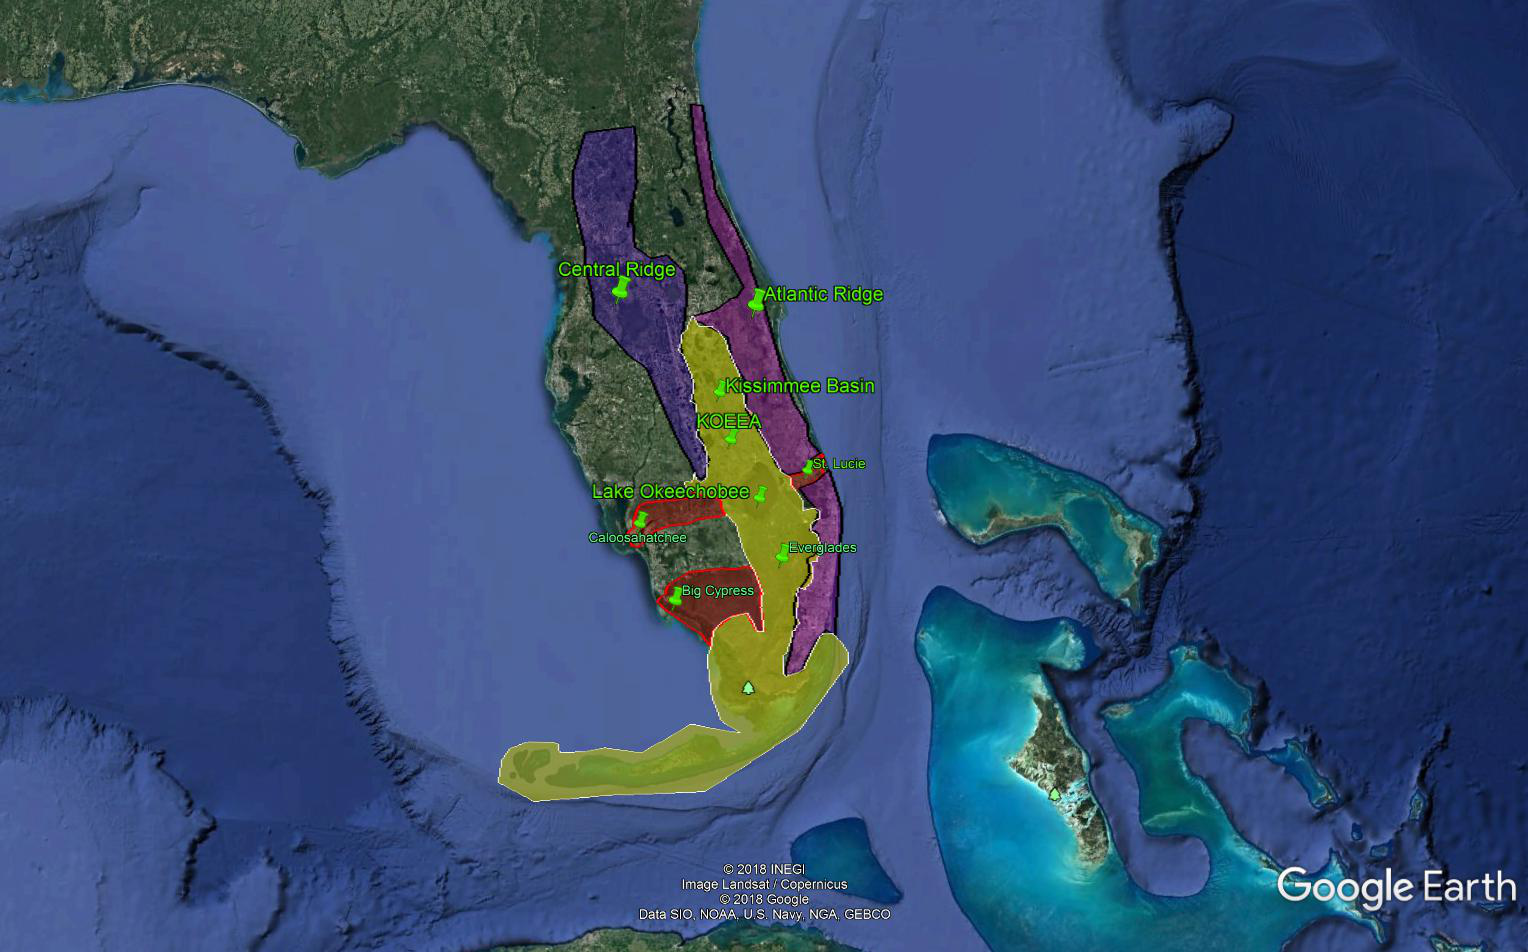 Central Ridge
Atlantic Ridge
Kissimmee Basin
KOEEA
St. Lucie
Lake Okeechobee
Caloosahatchee
Everglades
Big Cypress
© 2018 INEGI
Image Landsat / Copernicus
© 2018 Google
Data SIO, NOAA, U.S. Navy, NGA, GEBCO
Google Earth